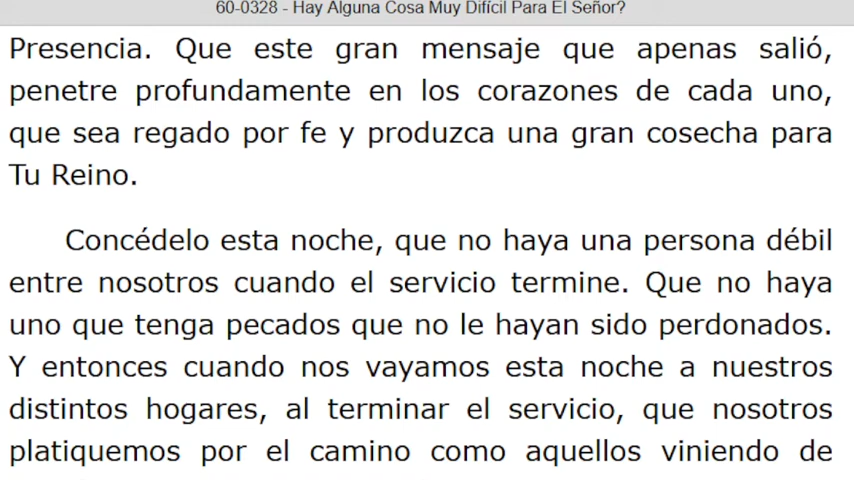 60-0328 - Hay Alguna Cosa Muy Difícil Para El Señor?
Presencia. Que este gran mensaje que apenas salió,
penetre profundamente en los corazones de cada uno,
que sea regado por fe y produzca una gran cosecha para
Tu Reino.
Concédelo esta noche, que no haya una persona débil
entre nosotros cuando el servicio termine. Que no haya
uno que tenga pecados que no le hayan sido perdonados.
Y entonces cuando nos vayamos esta noche a nuestros
distintos hogares, al terminar el servicio, que nosotros
platiquemos por el camino como aquellos viniendo de